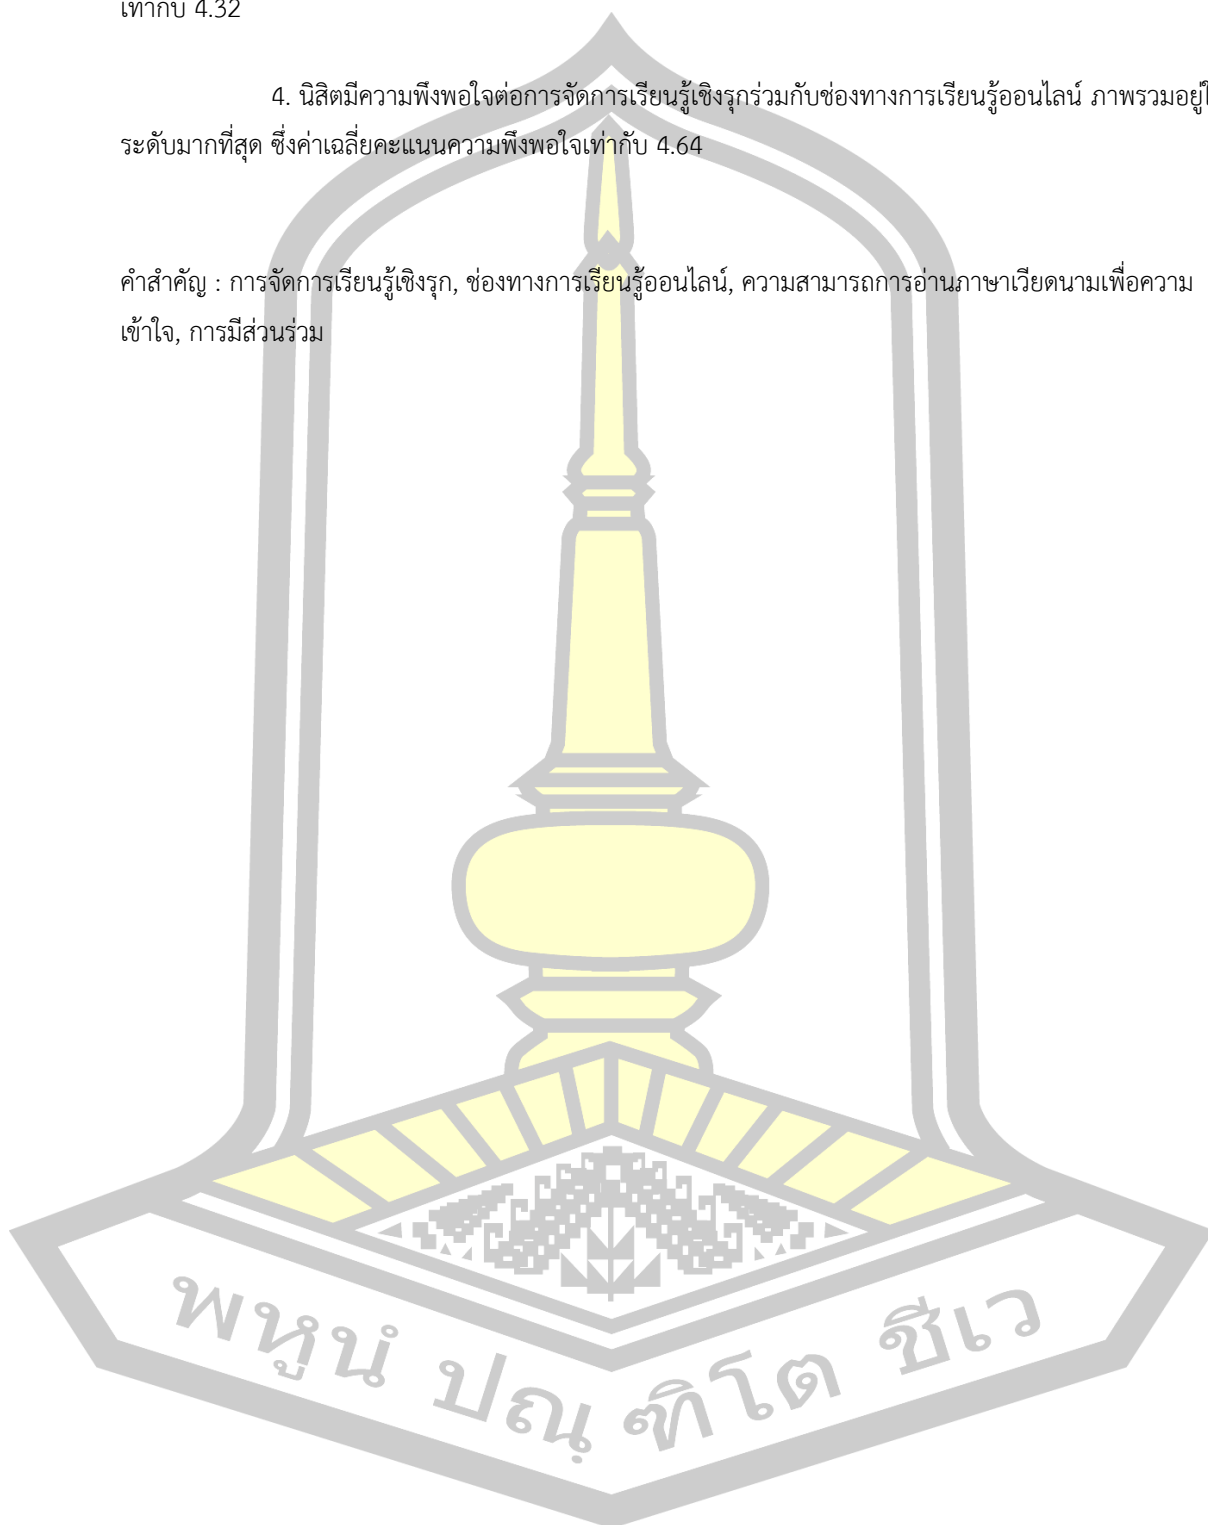 เท่ากับ 4.32
4. นิสิตมีความพึงพอใจต่อการจัดการเรียนรู้เชิงรุกร่วมกับช่องทางการเรียนรู้ออนไลน์ ภาพรวมอยู่ใ
ระดับมากที่สุด ซึ่งค่าเฉลี่ยคะแนนความพึงพอใจเท่ากับ 4.64
คำสำคัญ : การจัดการเรียนรู้เชิงรุก, ช่องทางการเรียนรู้ออนไลน์, ความสามารถการอ่านภาษาเวียดนามเพื่อความ
เข้าใจ, การมีส่วนร่วม
พหูนํ ปณฺ ฑิโต ชีเว